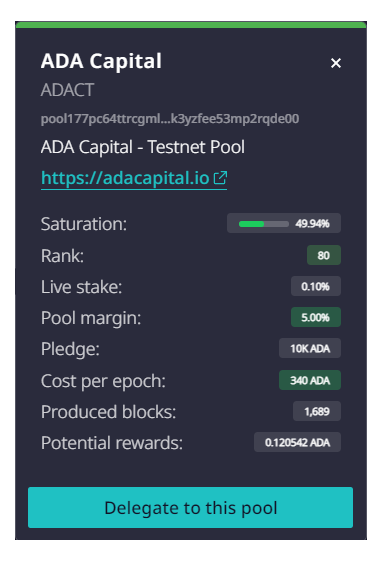 ADA Capital
ADACT
pool177pc64ttrcgml...k3yzfee53mp2rqde00
ADA Capital - Testnet Pool
https://adacapital.io
Saturation: 49.94%
Rank: 80
Live stake: 0.10%
Pool margin: 5.00%
Pledge: 10K ADA
Cost per epoch: 340 ADA
Produced blocks: 1,689
Potential rewards: 0.120542 ADA
Delegate to this pool